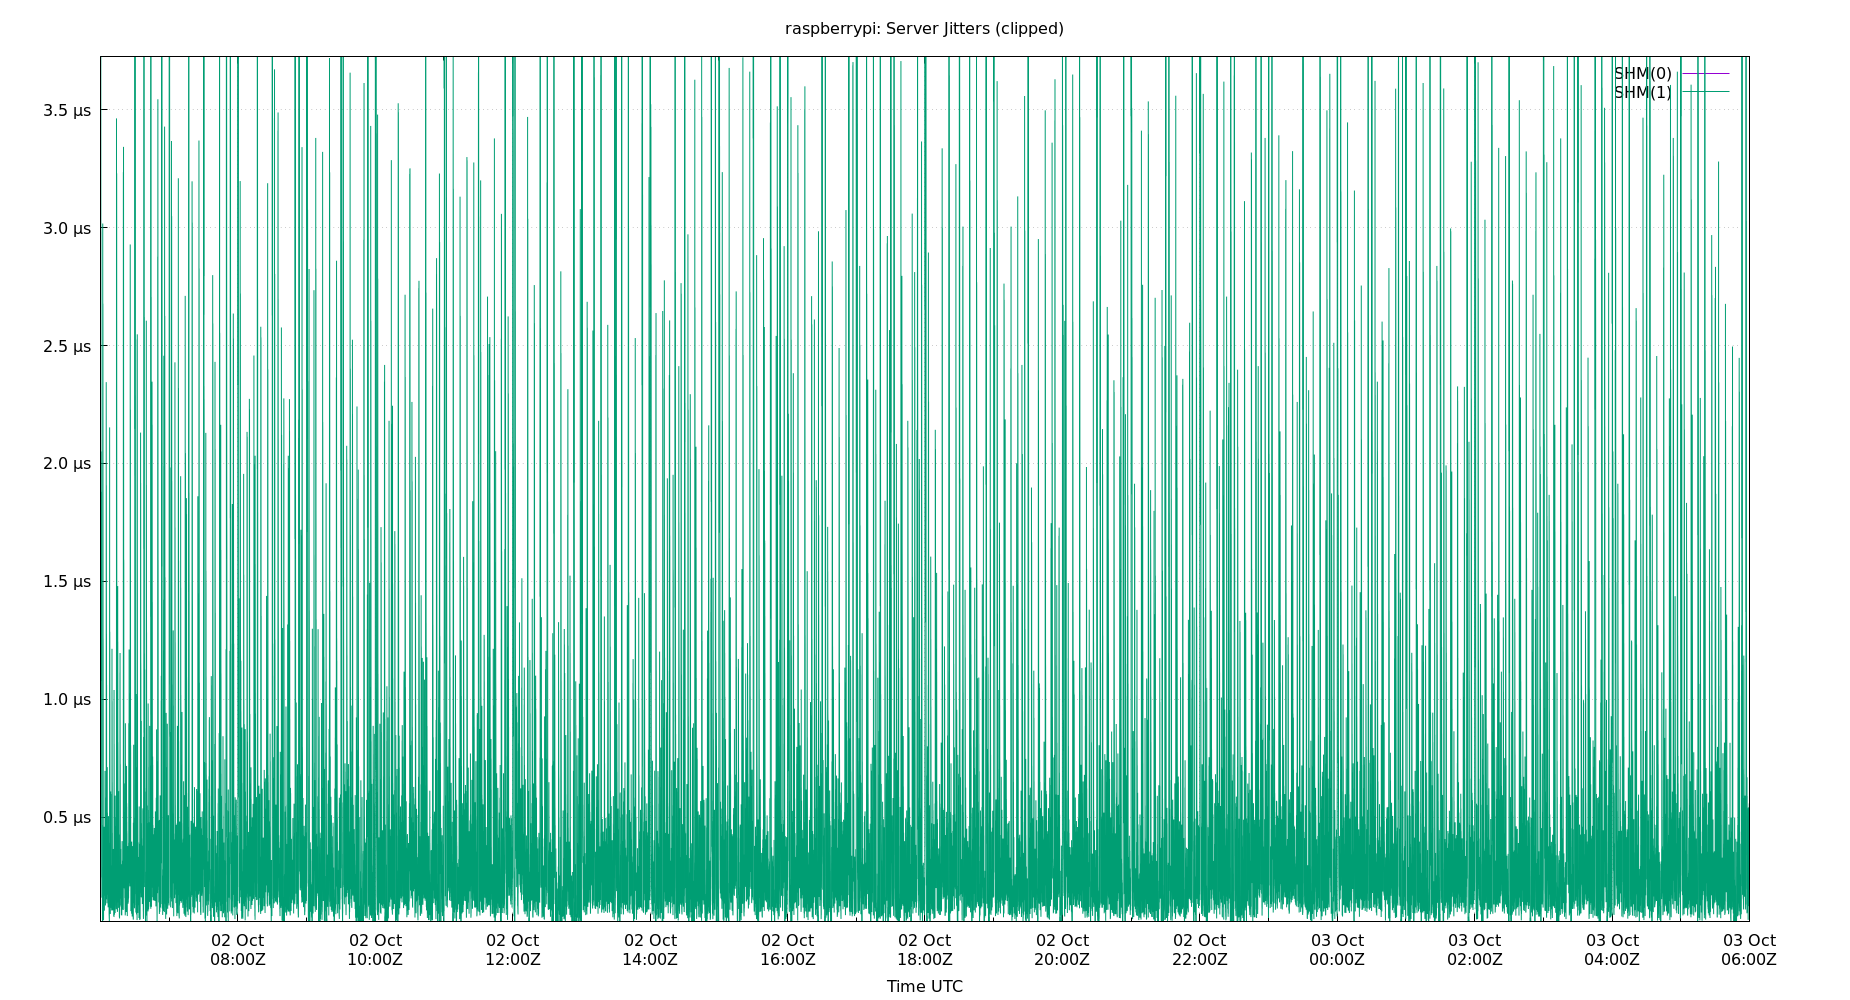 raspberrypi: Server Jitters (clipped)
SHM(0)
SHM(1)
3.5 μs
3.0 μs
2.5 μs
2.0 μs
1.5 μs
1.0 μs
0.5 μs
02 Oct 02 Oct 02 Oct 02 Oct 02 Oct 02 Oct 02 Oct 02 Oct 03 Oct 03 Oct 03 Oct 03 Oct
08:00Z 10:00Z 12:00Z 14:00Z 16:00Z 18:00Z 20:00Z 22:00Z 00:00Z 02:00Z 04:00Z 06:00Z
Time UTC